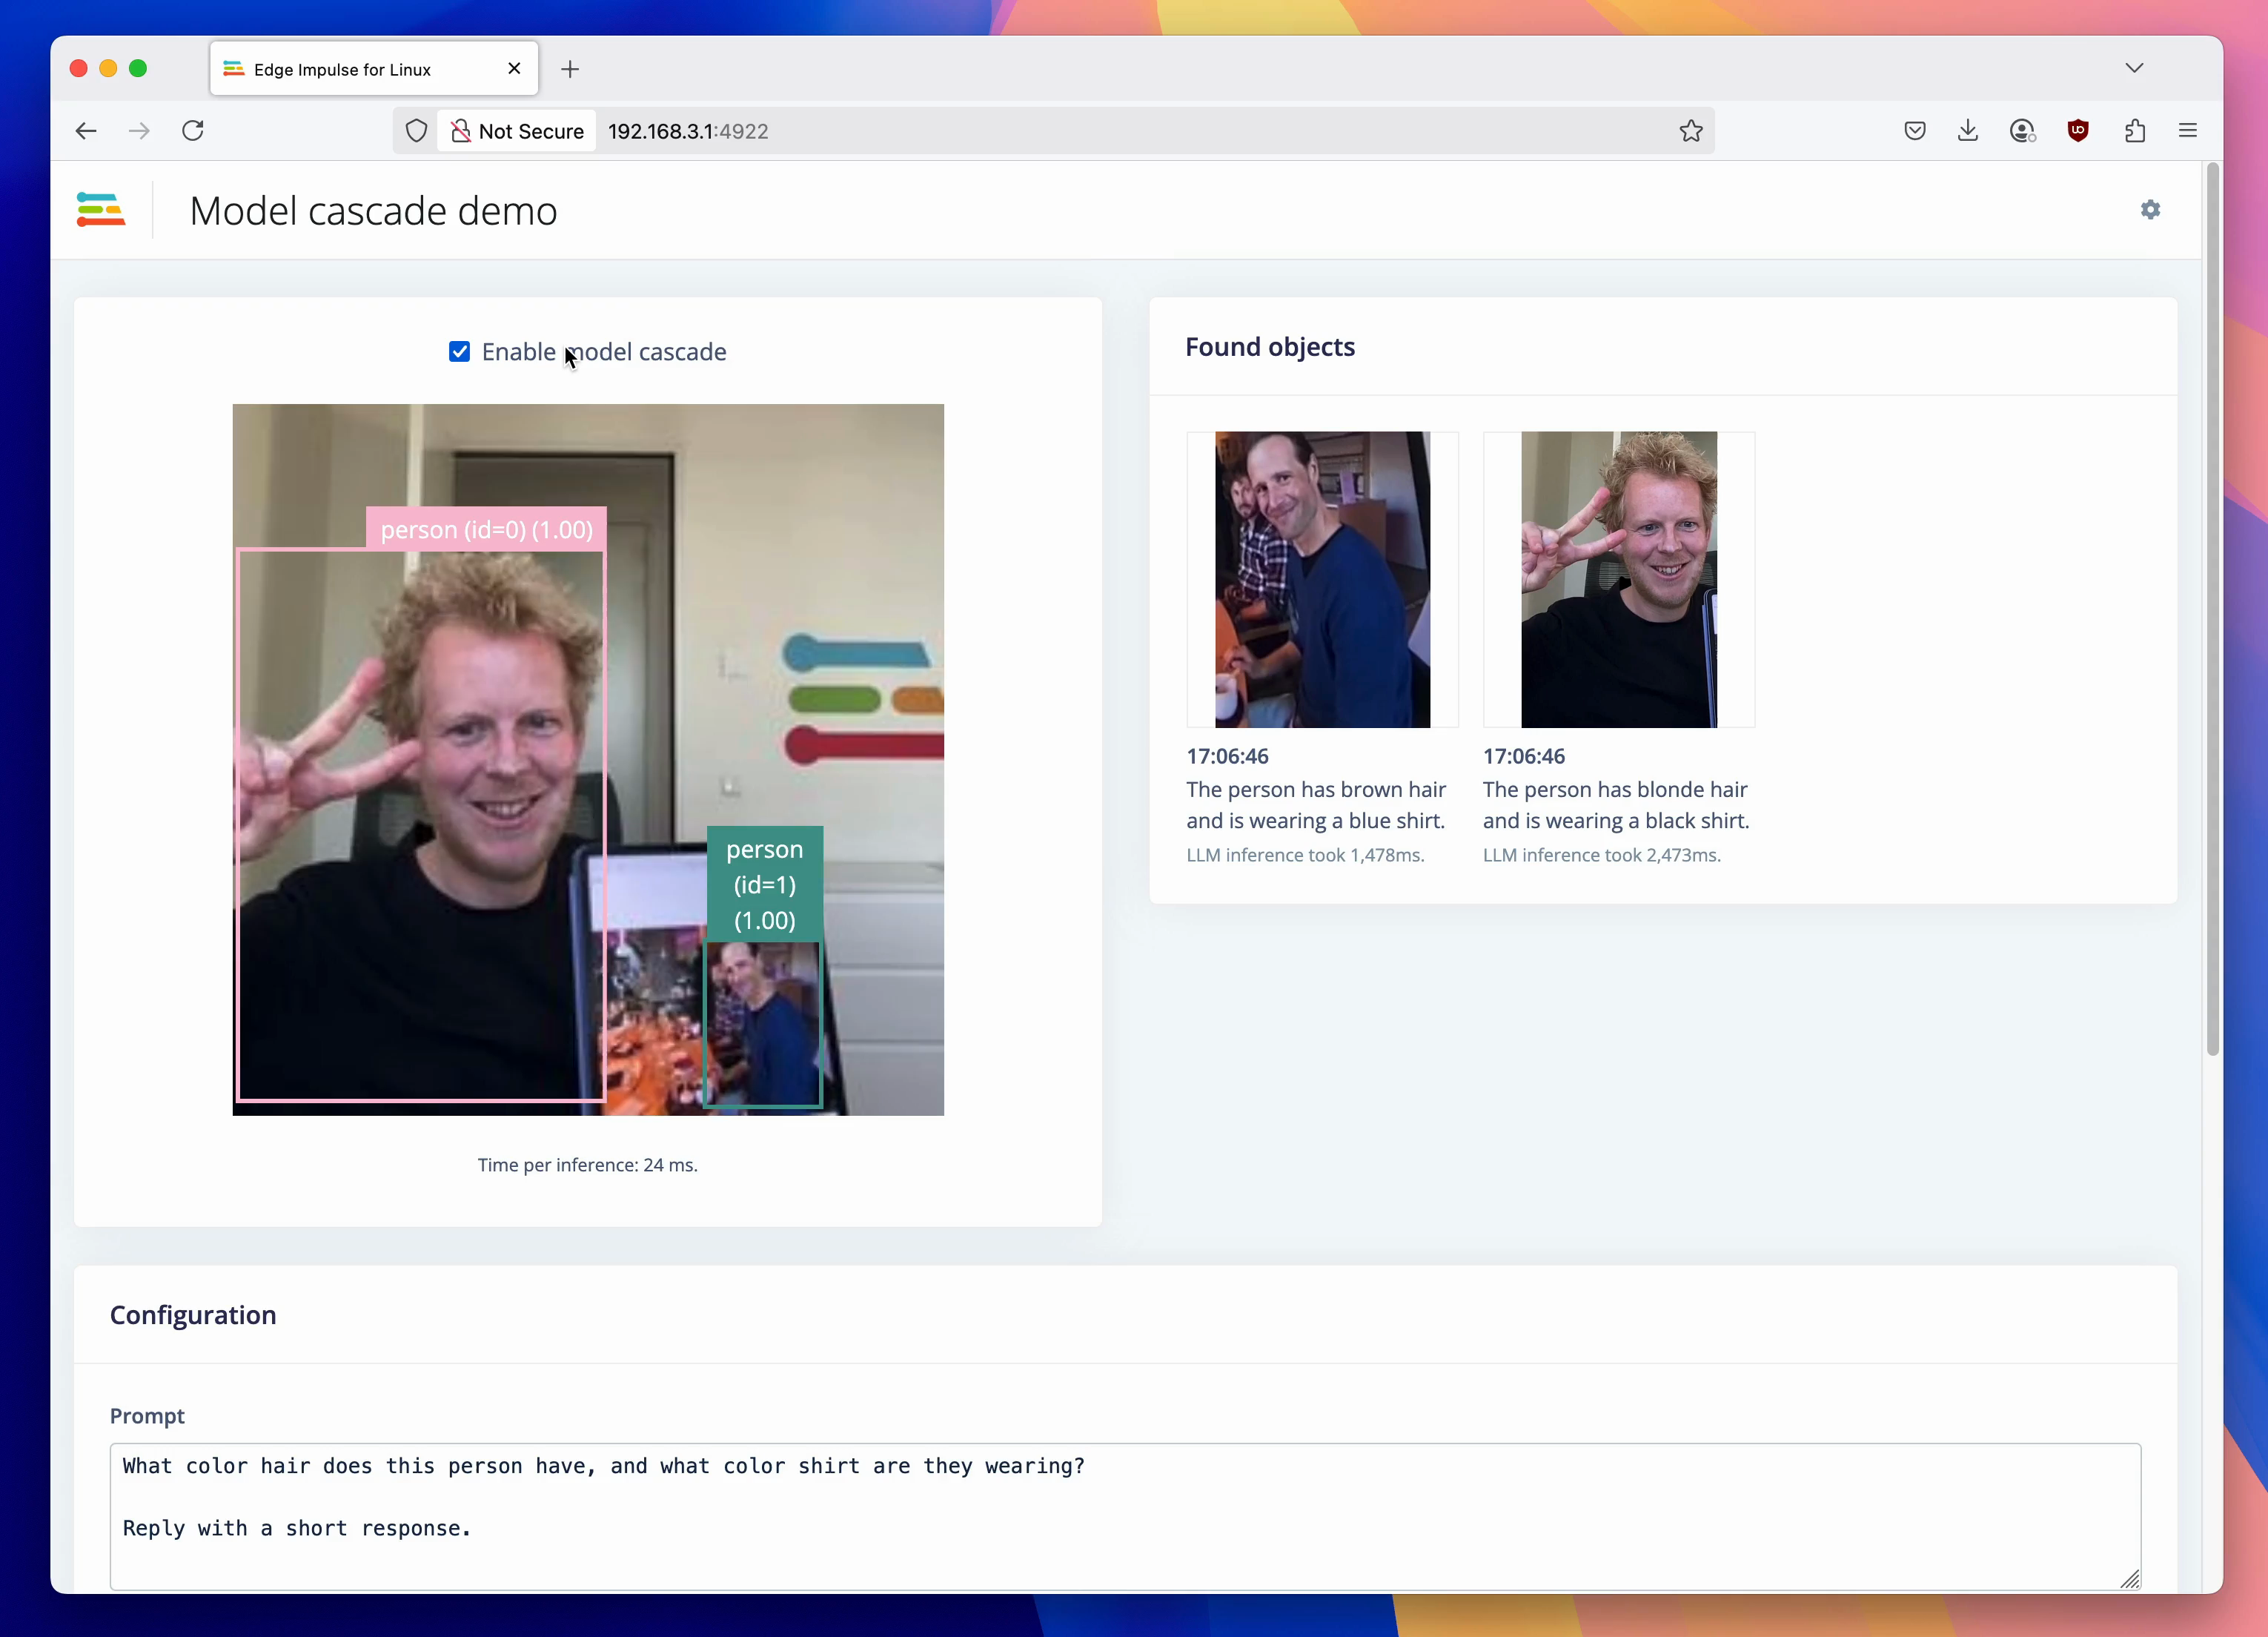 Edge Impulse for Linux
Not Secure
192.168.3.1:4922
Model cascade demo
Enable model cascade
person (id=0) (1.00)
person
(id=1)
(1.00)
Time per inference: 24 ms.
Found objects
17:06:46
The person has brown hair
and is wearing a blue shirt.
LLM inference took 1,478ms.
17:06:46
The person has blonde hair
and is wearing a black shirt.
LLM inference took 2,473ms.
Configuration
Prompt
What color hair does this person have, and what color shirt are they wearing?
Reply with a short response.